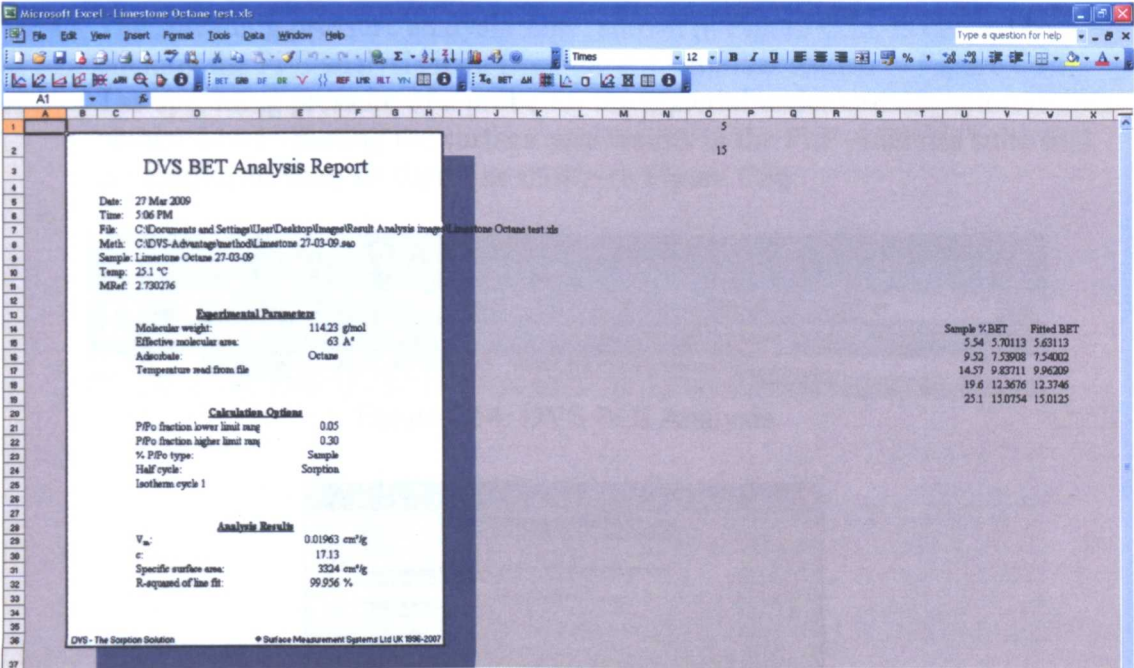 Microsoft Excel - Limestone Octane test.xls
File Edit View Insert Format Tools Data Window Help
Type a question for help
Times 12 B I U
BET
A1 fx
A B C D E F G H I J K L M N O P Q R S T U V W X
5
15
DVS BET Analysis Report
Date: 27 Mar 2009
Time: 5:06 PM
File: C:\Documents and Settings\User\Desktop\Images\Result Analysis images\Limestone Octane test.xls
Meth: C:\DVS-Advantage\method\Limestone 27-03-09.sao
Sample: Limestone Octane 27-03-09
Temp: 25.1 °C
MRef: 2.730276
Experimental Parameters
Molecular weight: 114.23 g/mol
Effective molecular area: 63 A²
Adsorbate: Octane
Temperature read from file
Calculation Options
P/Po fraction lower limit rang 0.05
P/Po fraction higher limit rang 0.30
% P/Po type: Sample
Half cycle: Sorption
Isotherm cycle 1
Analysis Results
Vm: 0.01963 cm³/g
c: 17.13
Specific surface area: 3324 cm²/g
R-squared of line fit: 99.956 %
DVS - The Sorption Solution
Surface Measurement Systems Ltd UK 1996-2007
Sample % BET Fitted BET
5.54 5.70113 5.63113
9.52 7.53908 7.54002
14.57 9.83711 9.96209
19.6 12.3676 12.3746
25.1 15.0754 15.0125